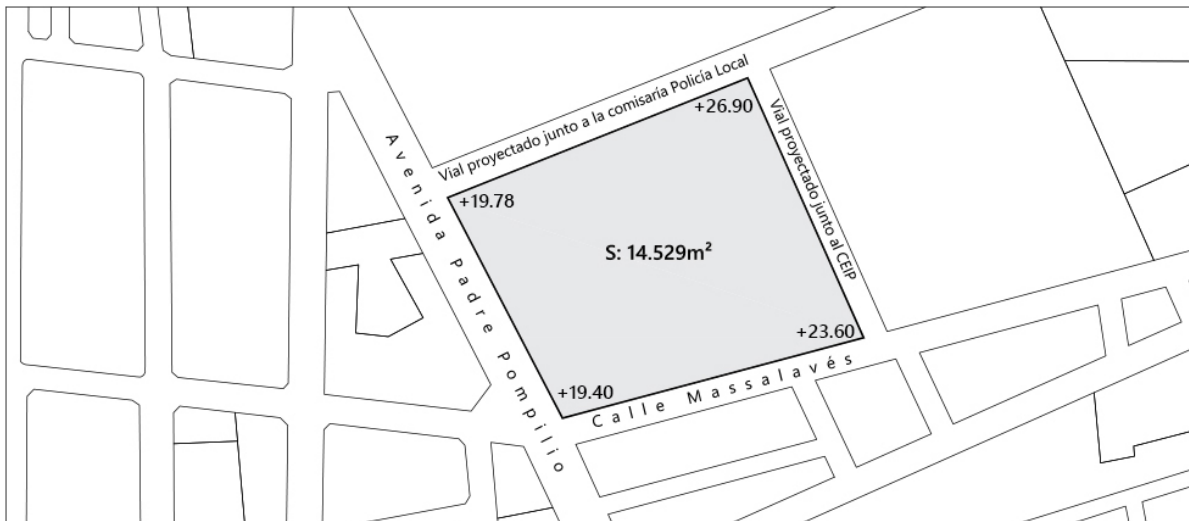 Vial proyectado junto a la comisaría Policía Local
+26.90
Vial proyectado junto al CEIP
Avenida Padre Pompilio
+19.78
S: 14.529m²
+23.60
+19.40
Calle Massalavés